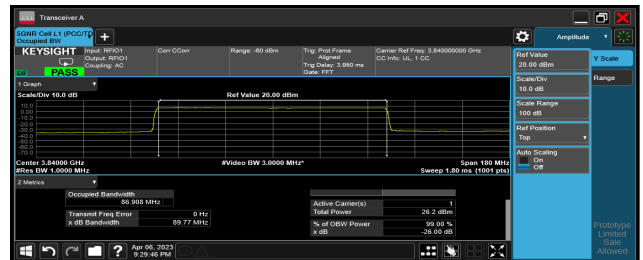 Transceiver A
5GNR Cell L1 (PCC/TD
Occupied BW
KEYSIGHT
LVI PASS
Input: RFIO1
Output: RFIO1
Coupling: AC
Corr CCorr
Range: -60 dBm
Trig: Prot Frame
Aligned
Trig Delay: 3.950 ms
Gate: FFT
Carrier Ref Freq: 3.840000000 GHz
CC Info: UL, 1 CC
Amplitude
Ref Value
20.00 dBm
Scale/Div
10.0 dB
Scale Range
100 dB
Ref Position
Top
Auto Scaling
On
Off
Y Scale
Range
1 Graph
Scale/Div 10.0 dB
Ref Value 20.00 dBm
10.0
0.00
-10.0
-20.0
-30.0
-40.0
-50.0
-60.0
-70.0
Center 3.84000 GHz
#Res BW 1.0000 MHz
#Video BW 3.0000 MHz*
Span 180 MHz
Sweep 1.80 ms (1001 pts)
2 Metrics
Occupied Bandwidth
86.908 MHz
Transmit Freq Error 0 Hz
x dB Bandwidth 89.77 MHz
Active Carrier(s) 1
Total Power 26.2 dBm
% of OBW Power 99.00 %
x dB -26.00 dB
Prototype
Limited
Sale
Allowed
?
Apr 06, 2023
9:29:46 PM